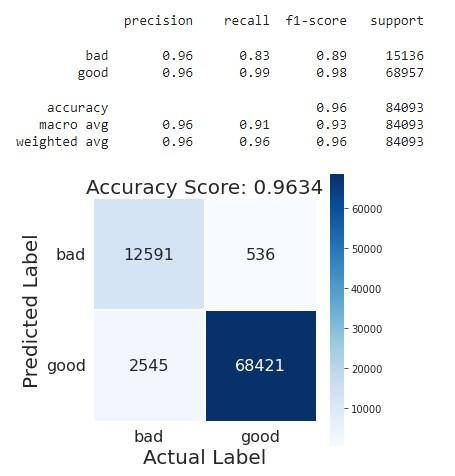 precision recall f1-score support
bad 0.96 0.83 0.89 15136
good 0.96 0.99 0.98 68957
accuracy 0.96 84093
macro avg 0.96 0.91 0.93 84093
weighted avg 0.96 0.96 0.96 84093
Accuracy Score: 0.9634
Predicted Label
bad 12591 536
good 2545 68421
bad good
Actual Label
60000
50000
40000
30000
20000
10000